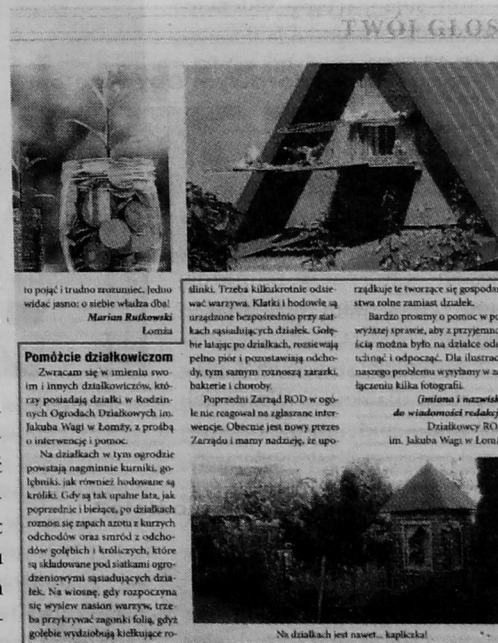 TWÓJ GŁOS
to pojąć i trudno zrozumieć. Jedno
widać jasno: o siebie władza dba!
Marian Rutkowski
Łomża
Pomóżcie działkowiczom
Zwracam się w imieniu swo-
im i innych działkowiczów, któ-
rzy posiadają działki w Rodzin-
nych Ogrodach Działkowych im.
Jakuba Wagi w Łomży, z prośbą
o interwencję i pomoc.
Na działkach w tym ogrodzie
powstają nagminnie kurniki, go-
łębniki, jak również hodowane są
króliki. Gdy są tak upalne lata, jak
poprzednie i bieżące, po działkach
roznosi się zapach azotu z kurzych
odchodów oraz smród z odcho-
dów gołębich i króliczych, które
są składowane pod siatkami ogro-
dzeniowymi sąsiadujących dzia-
łek. Na wiosnę, gdy rozpoczyna
się wysiew nasion warzyw, trze-
ba przykrywać zagonki folią, gdyż
gołębie wydziobują kiełkujące ro-
ślinki. Trzeba kilkukrotnie odsie-
wać warzywa. Klatki i hodowle są
urządzone bezpośrednio przy siat-
kach sąsiadujących działek. Gołę-
bie latając po działkach, rozsiewają
pełno piór i pozostawiają odcho-
dy, tym samym roznoszą zarazki,
bakterie i choroby.
Poprzedni Zarząd ROD w ogó-
le nie reagował na zgłaszane inter-
wencje. Obecnie jest nowy prezes
Zarządu i mamy nadzieję, że upo-
rządkuje te tworzące się gospodar
stwa rolne zamiast działek.
Bardzo prosimy o pomoc w po
wyższej sprawie, aby z przyjemno
ścią można było na działce ode
tchnąć i odpocząć. Dla ilustrac
naszego problemu wysyłamy w za
łączeniu kilka fotografii.
(imiona i nazwisk
do wiadomości redakcj
Działkowcy RO
im. Jakuba Wagi w Łom
Na działkach jest nawet... kapliczka!